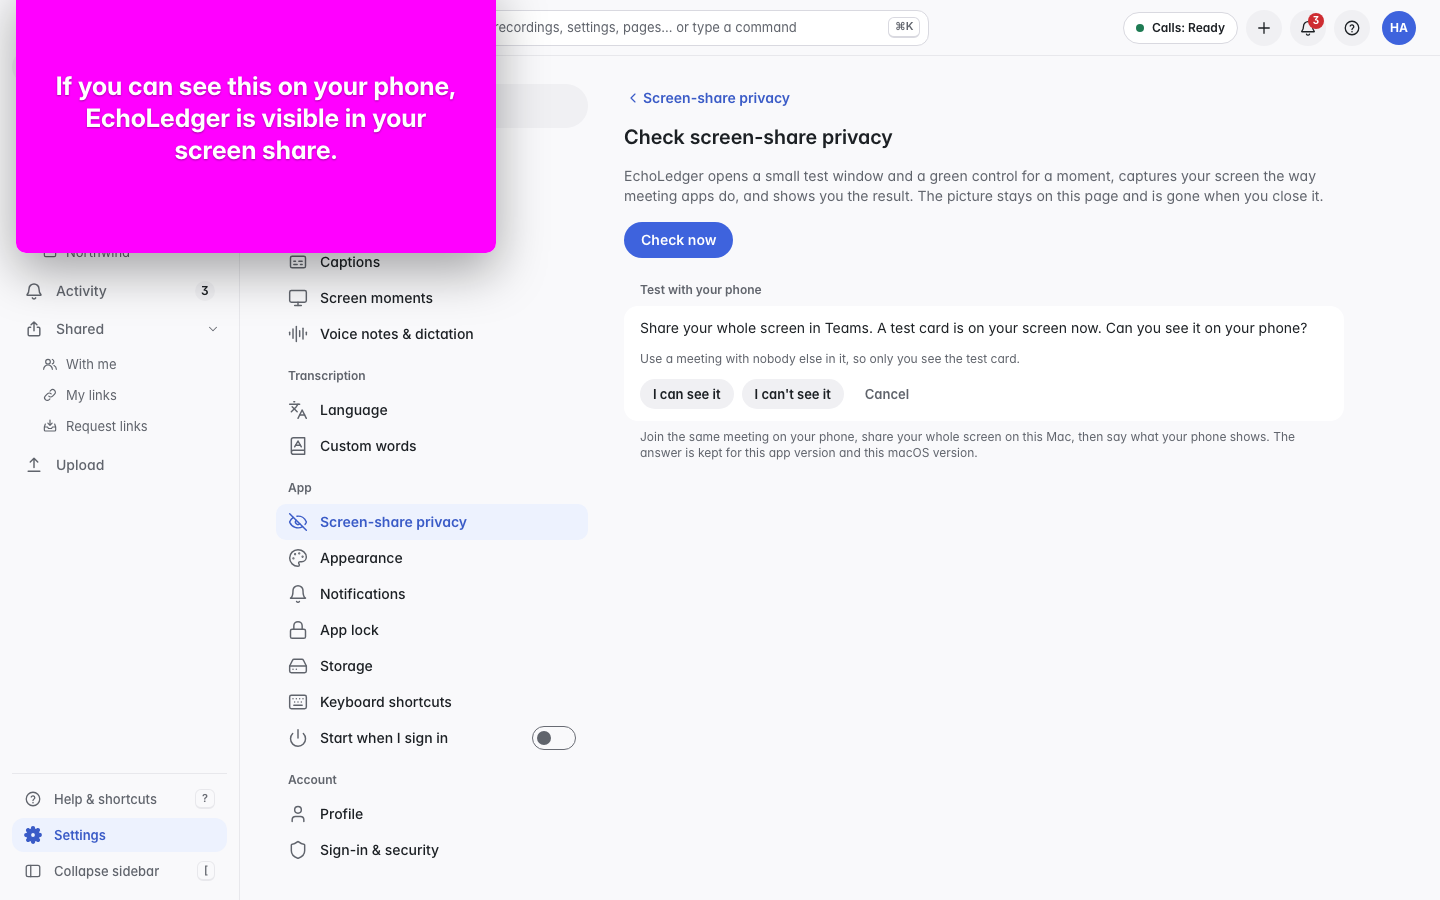 recordings, settings, pages... or type a command
⌘K
Calls: Ready
3
HA
If you can see this on your phone,
EchoLedger is visible in your
screen share.
Activity
3
Shared
With me
My links
Request links
Upload
Help & shortcuts
?
Settings
Collapse sidebar
[
Captions
Screen moments
Voice notes & dictation
Transcription
Language
Custom words
App
Screen-share privacy
Appearance
Notifications
App lock
Storage
Keyboard shortcuts
Start when I sign in
Account
Profile
Sign-in & security
Screen-share privacy
Check screen-share privacy
EchoLedger opens a small test window and a green control for a moment, captures your screen the way
meeting apps do, and shows you the result. The picture stays on this page and is gone when you close it.
Check now
Test with your phone
Share your whole screen in Teams. A test card is on your screen now. Can you see it on your phone?
Use a meeting with nobody else in it, so only you see the test card.
I can see it
I can't see it
Cancel
Join the same meeting on your phone, share your whole screen on this Mac, then say what your phone shows. The
answer is kept for this app version and this macOS version.